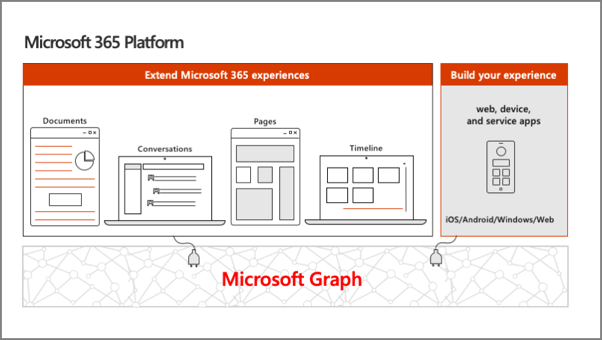 Microsoft 365 Platform
Extend Microsoft 365 experiences
Build your experience
Documents
Conversations
Pages
Timeline
web, device,
and service apps
iOS/Android/Windows/Web
Microsoft Graph